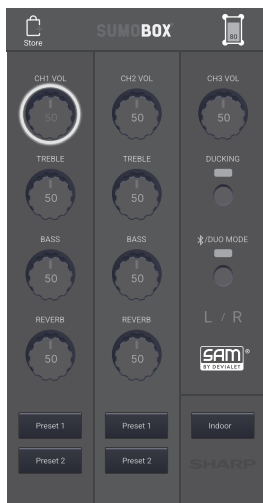 Store
SUMOBOX
80
CH1 VOL
CH2 VOL
CH3 VOL
50
50
50
TREBLE
TREBLE
DUCKING
50
50
BASS
BASS
/DUO MODE
50
50
REVERB
REVERB
L / R
50
50
SAM®
BY DEVIALET
Preset 1
Preset 1
Indoor
Preset 2
Preset 2
SHARP